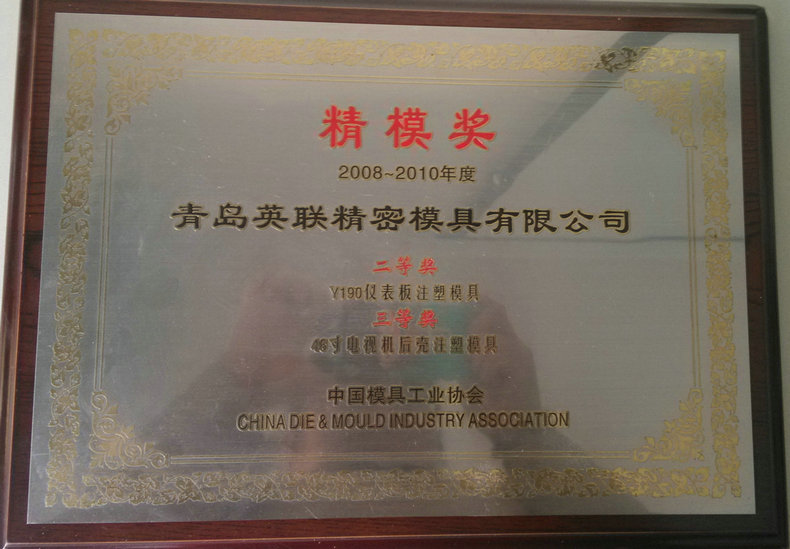 精模奖
2008~2010年度
青岛英联精密模具有限公司
二等奖
Y190仪表板注塑模具
三等奖
46寸电视机后壳注塑模具
中国模具工业协会
CHINA DIE & MOULD INDUSTRY ASSOCIATION